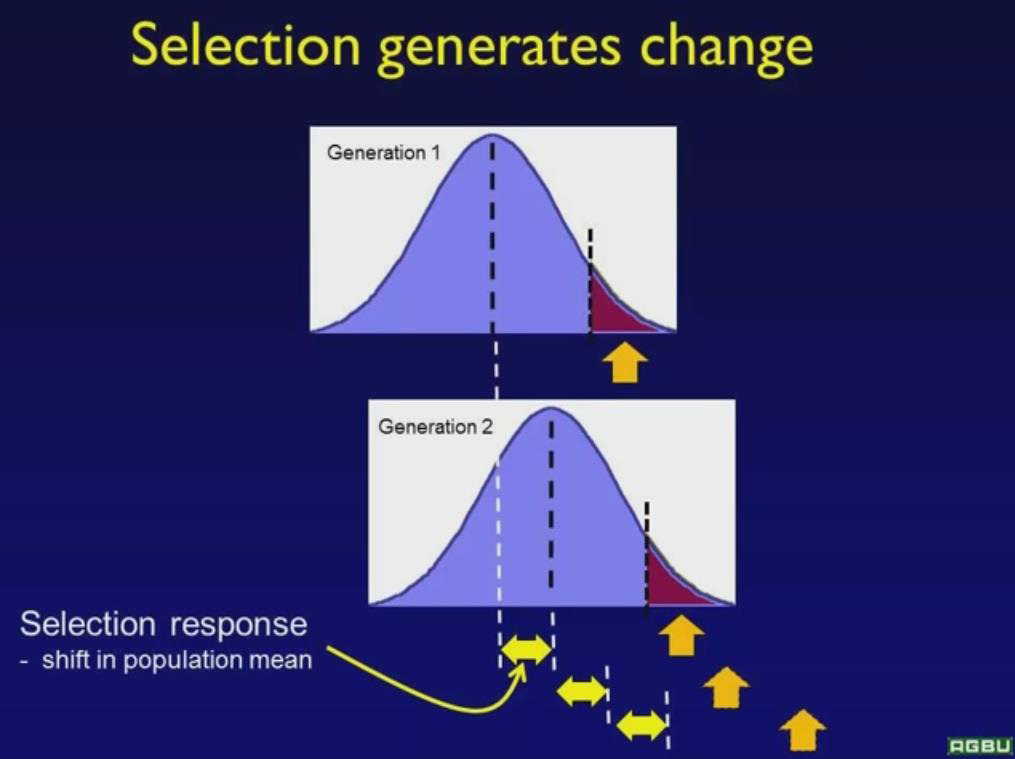 Selection generates change
Generation 1
Generation 2
Selection response
- shift in population mean
AGBU